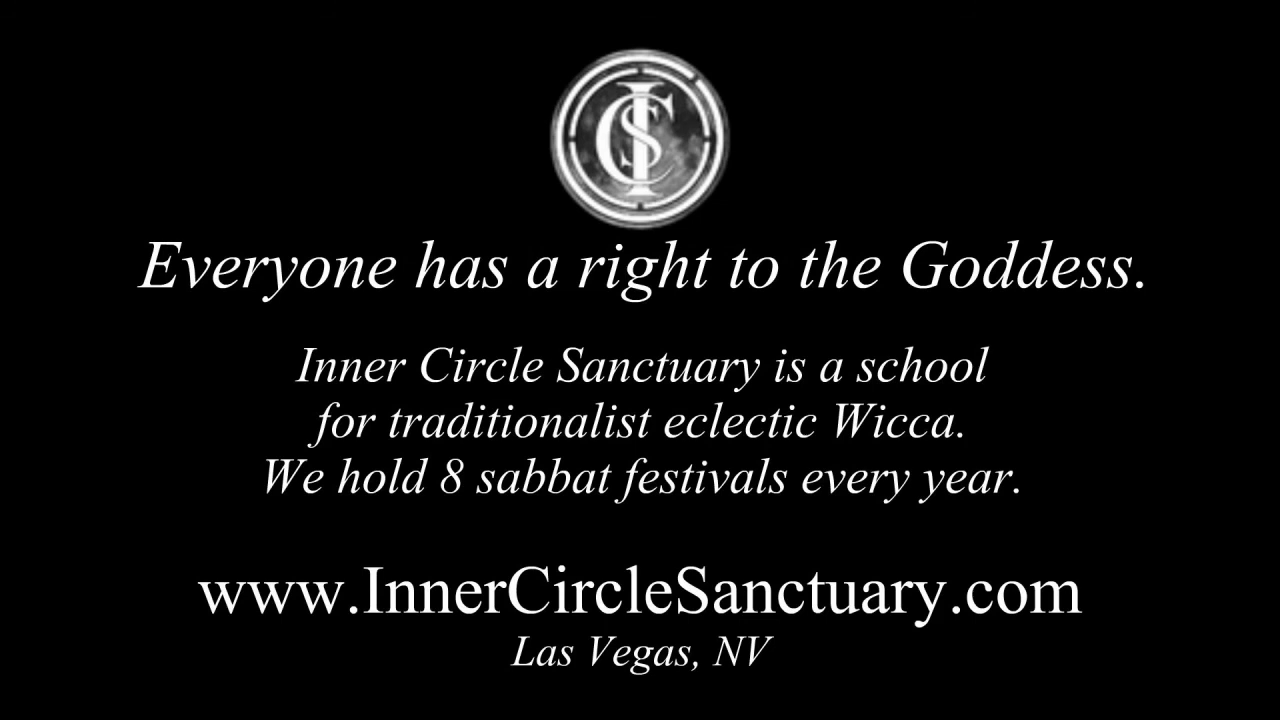 ICS
Everyone has a right to the Goddess.
Inner Circle Sanctuary is a school
for traditionalist eclectic Wicca.
We hold 8 sabbat festivals every year.
www.InnerCircleSanctuary.com
Las Vegas, NV